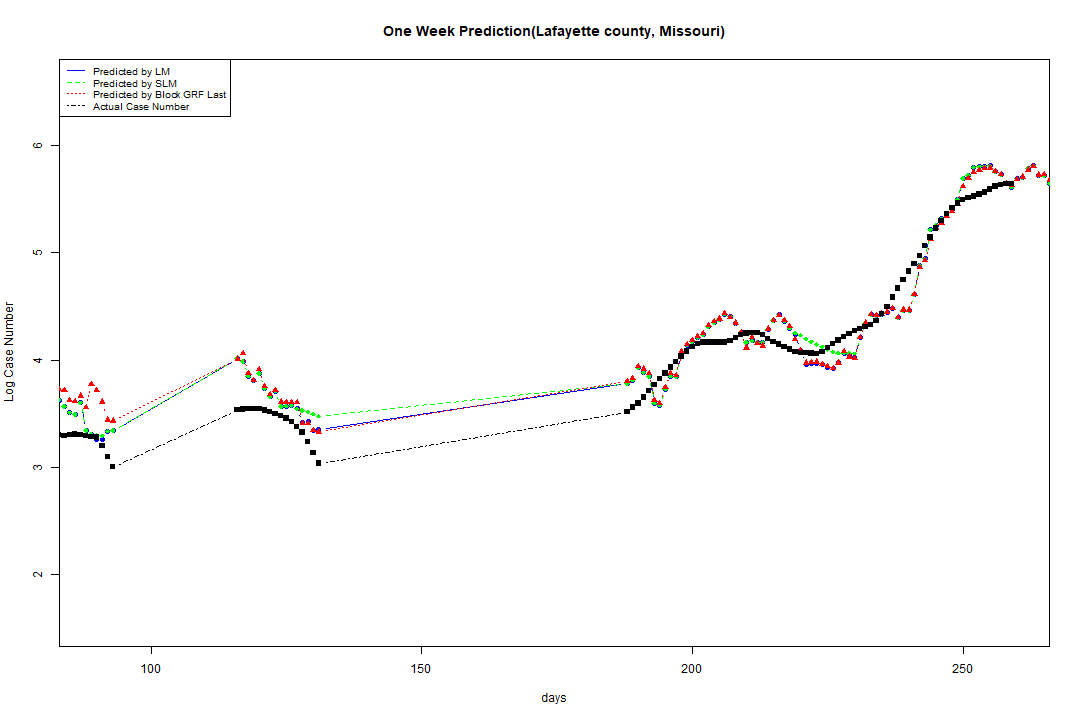 One Week Prediction(Lafayette county, Missouri)
Predicted by LM
Predicted by SLM
Predicted by Block GRF Last
Actual Case Number
Log Case Number
6
5
4
3
2
100 150 200 250
days